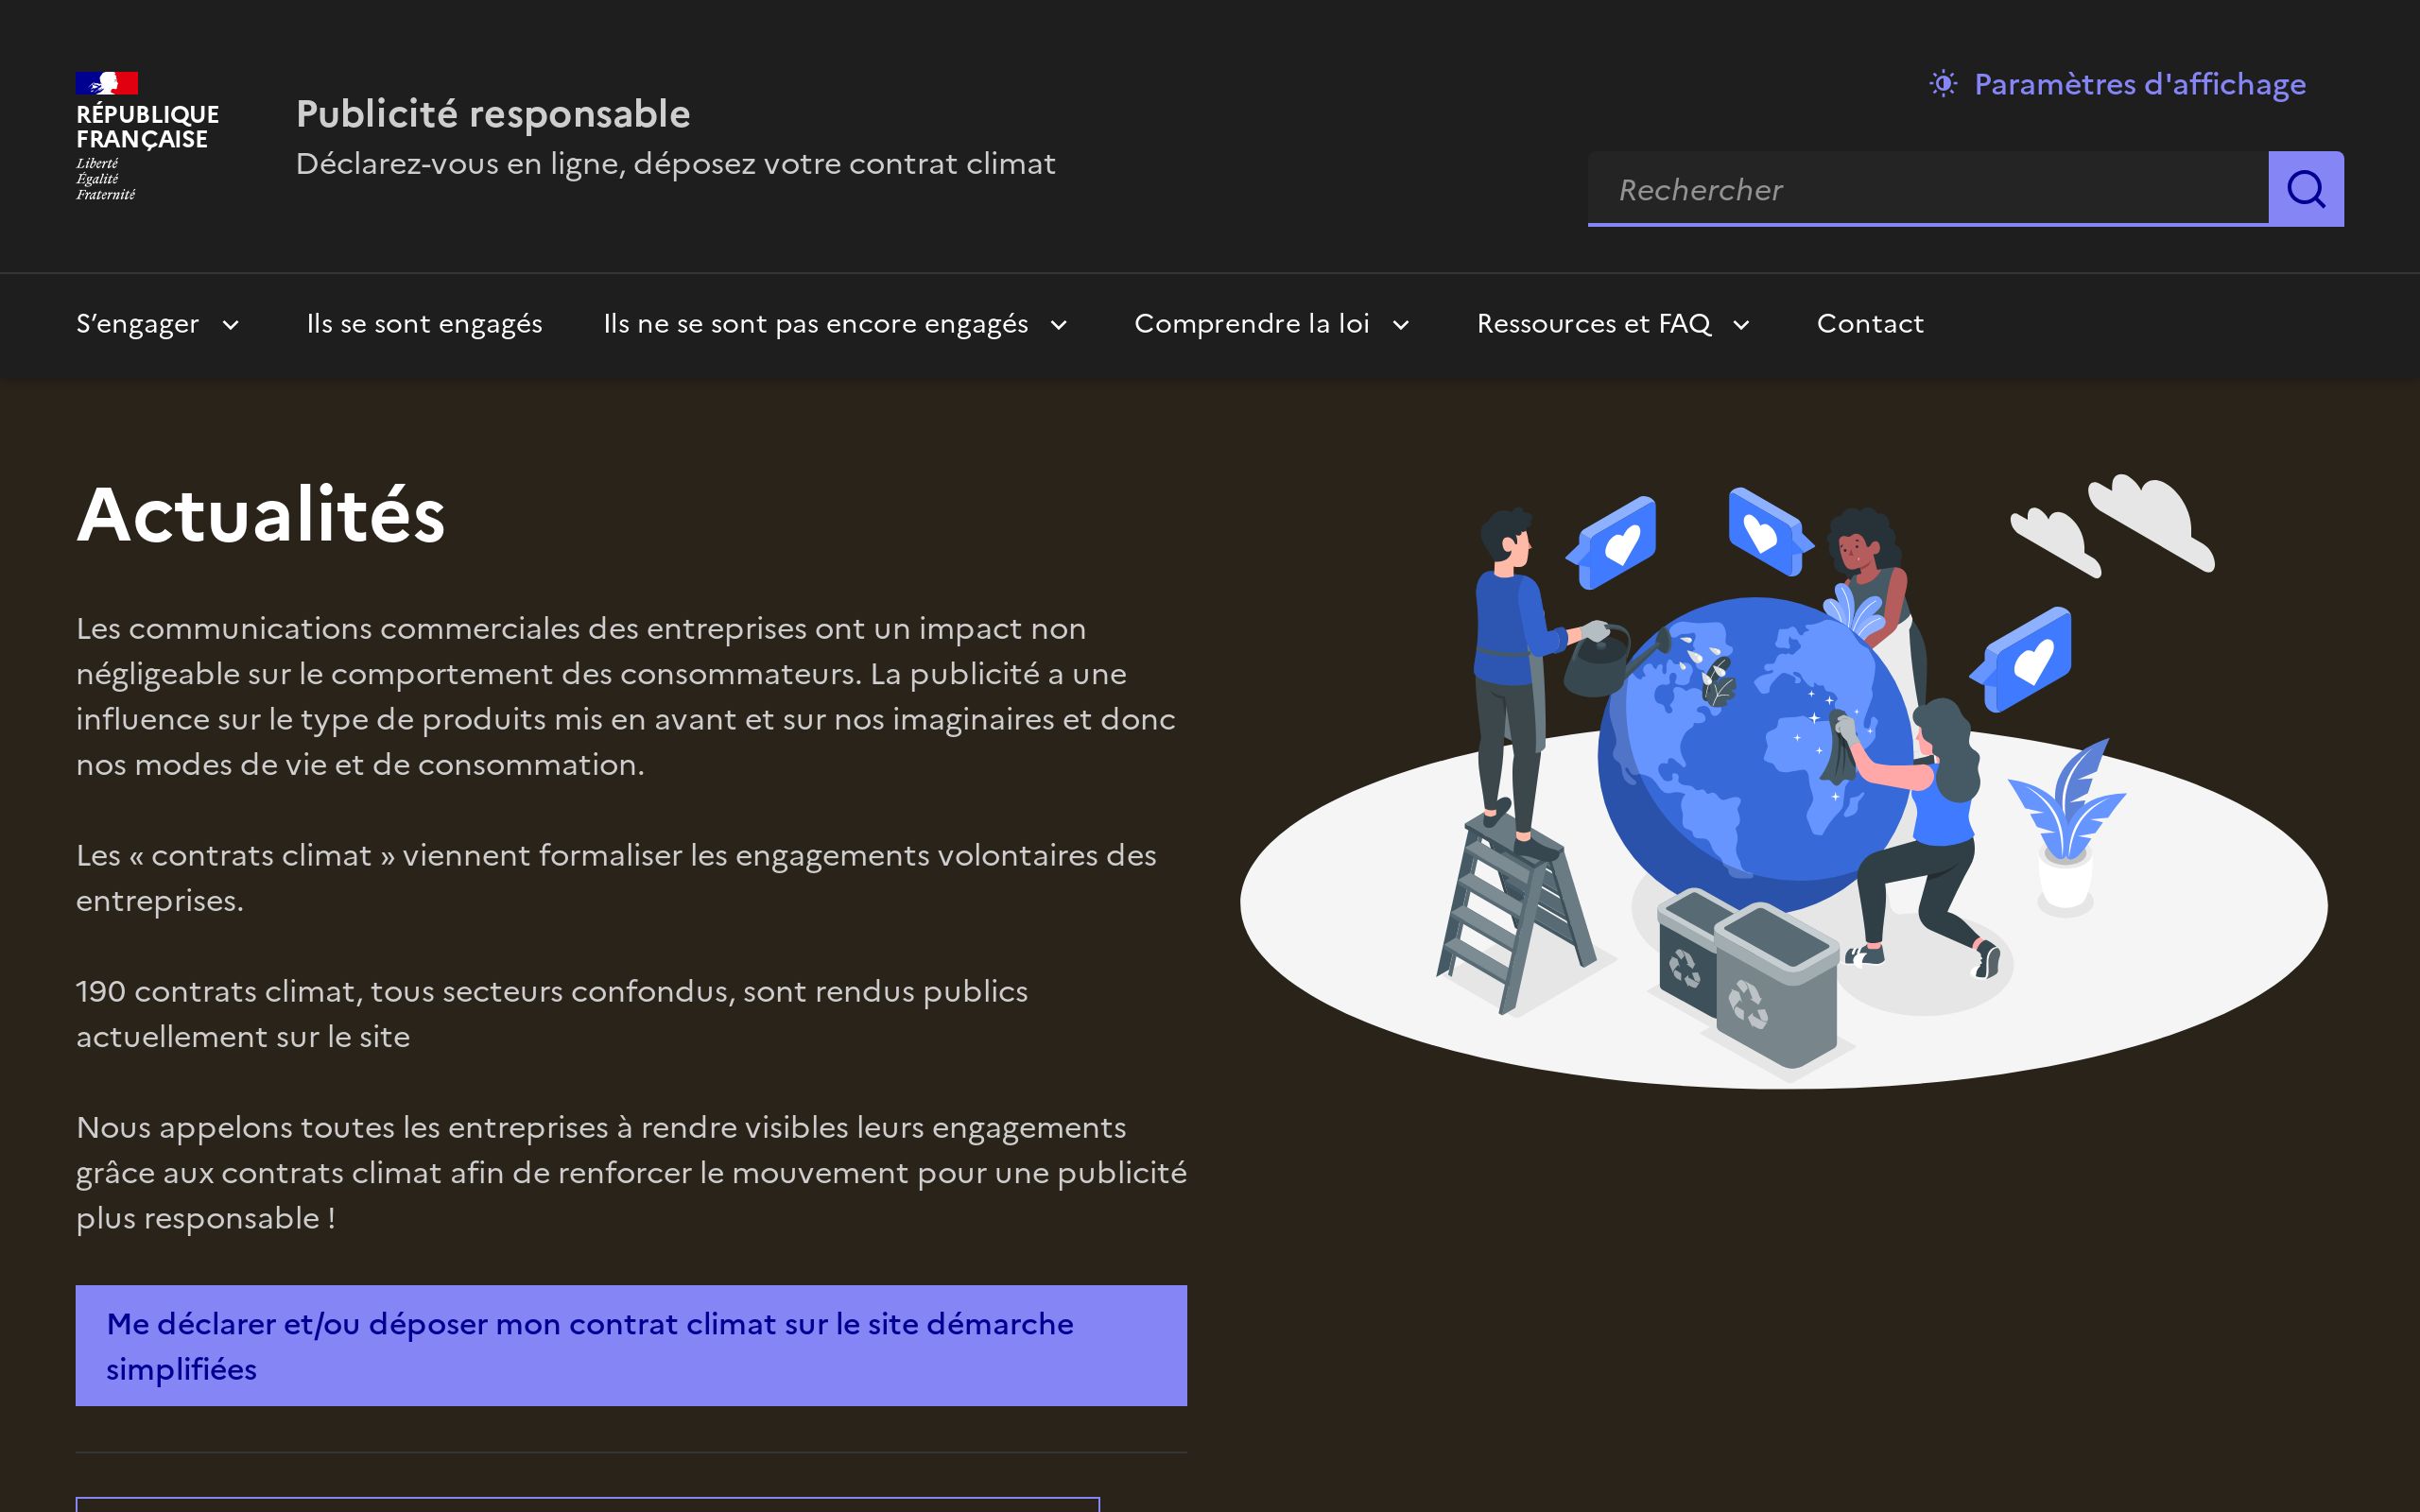 RÉPUBLIQUE
FRANÇAISE
Liberté
Égalité
Fraternité
Publicité responsable
Déclarez-vous en ligne, déposez votre contrat climat
Paramètres d'affichage
Rechercher
S’engager
Ils se sont engagés
Ils ne se sont pas encore engagés
Comprendre la loi
Ressources et FAQ
Contact
Actualités
Les communications commerciales des entreprises ont un impact non
négligeable sur le comportement des consommateurs. La publicité a une
influence sur le type de produits mis en avant et sur nos imaginaires et donc
nos modes de vie et de consommation.
Les « contrats climat » viennent formaliser les engagements volontaires des
entreprises.
190 contrats climat, tous secteurs confondus, sont rendus publics
actuellement sur le site
Nous appelons toutes les entreprises à rendre visibles leurs engagements
grâce aux contrats climat afin de renforcer le mouvement pour une publicité
plus responsable !
Me déclarer et/ou déposer mon contrat climat sur le site démarche
simplifiées